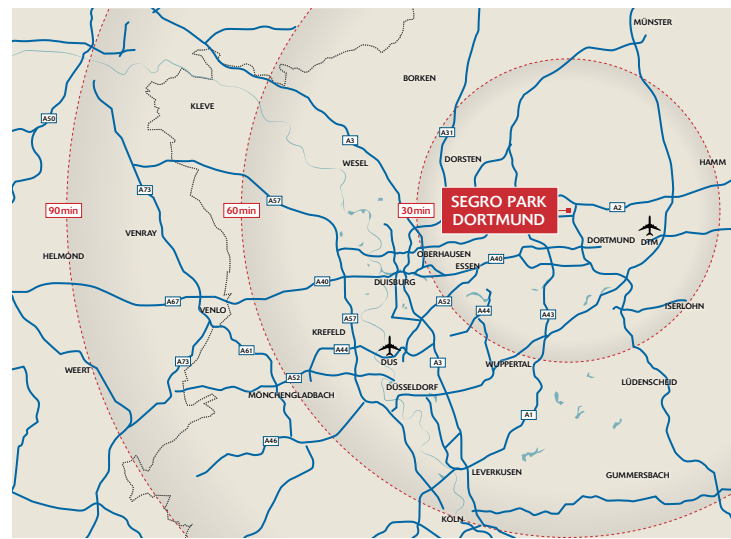 MÜNSTER
BORKEN
KLEVE
A50
A31
A3
WESEL
DORSTEN
HAMM
A73
A57
SEGRO PARK
DORTMUND
A2
90min
60min
30min
VENRAY
DORTMUND
DTM
HELMOND
OBERHAUSEN
ESSEN
A40
A40
DUISBURG
A67
VENLO
A52
A44
ISERLOHN
A57
A43
KREFELD
A44
A61
A73
DUS
A3
WUPPERTAL
WEERT
A52
DÜSSELDORF
LÜDENSCHEID
MÖNCHENGLADBACH
A1
A46
LEVERKUSEN
GUMMERSBACH
KÖLN